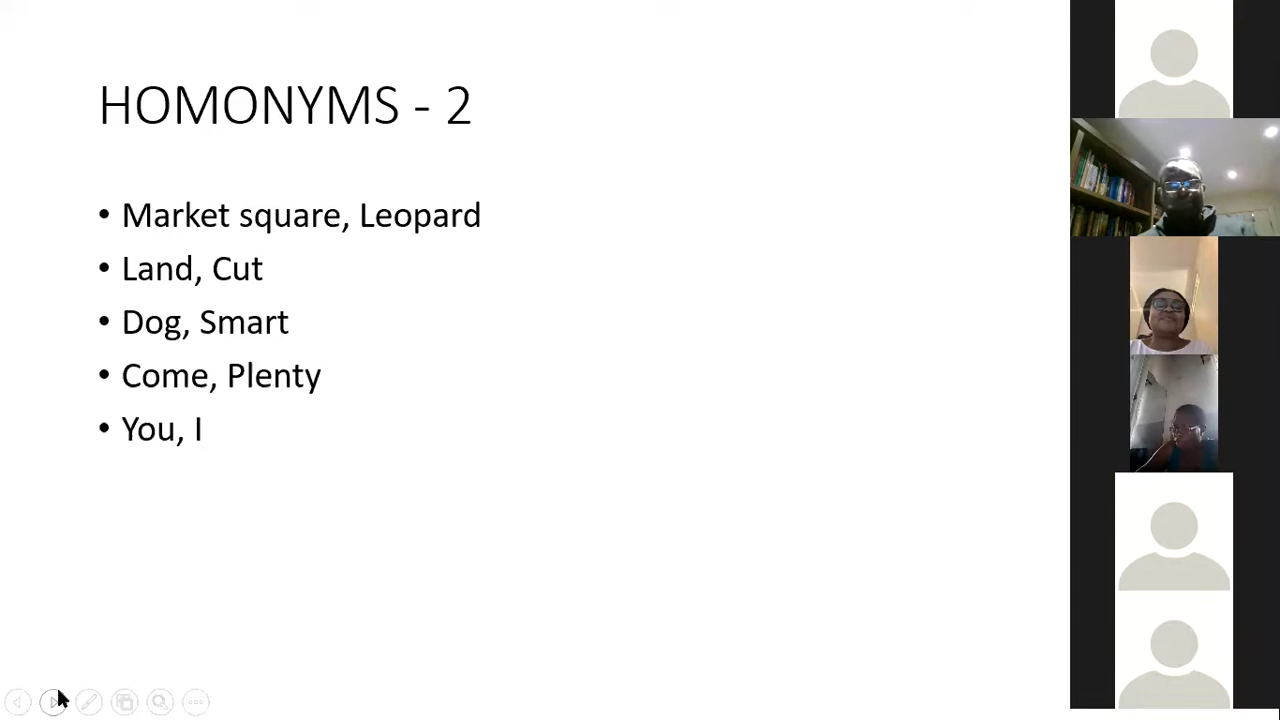 HOMONYMS - 2
• Market square, Leopard
• Land, Cut
• Dog, Smart
• Come, Plenty
• You, I